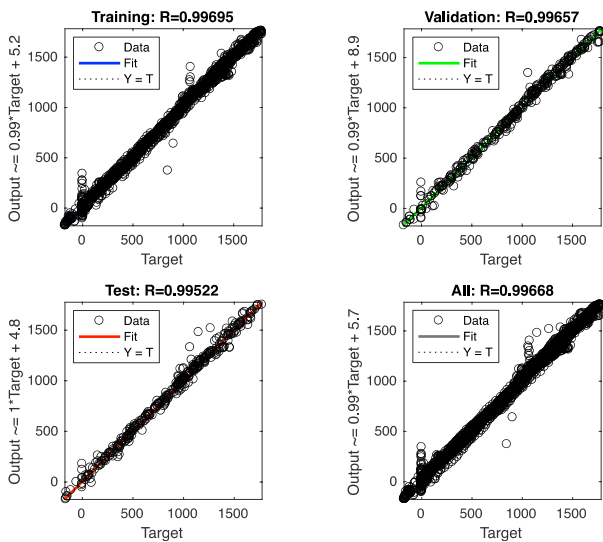 Training: R=0.99695
Output ~= 0.99*Target + 5.2
1500
1000
500
0
Data
Fit
Y = T
0 500 1000 1500
Target
Validation: R=0.99657
Output ~= 0.99*Target + 8.9
1500
1000
500
0
Data
Fit
Y = T
0 500 1000 1500
Target
Test: R=0.99522
Output ~= 1*Target + 4.8
1500
1000
500
0
Data
Fit
Y = T
0 500 1000 1500
Target
All: R=0.99668
Output ~= 0.99*Target + 5.7
1500
1000
500
0
Data
Fit
Y = T
0 500 1000 1500
Target